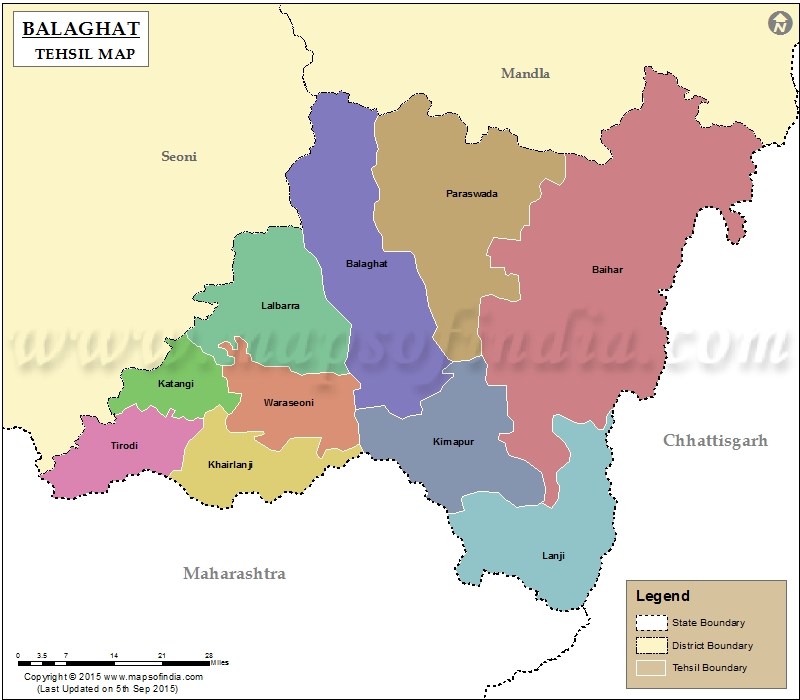 BALAGHAT
TEHSIL MAP
N
Mandla
Seoni
Paraswada
Balaghat
Baihar
Lalbarra
www.mapsofindia.com
Katangi
Waraseoni
Tirodi
Kirnapur
Chhattisgarh
Khairlanji
Lanji
Maharashtra
Legend
State Boundary
District Boundary
Tehsil Boundary
0 3.5 7 14 21 28 Miles
Copyright © 2015 www.mapsofindia.com
(Last Updated on 5th Sep 2015)